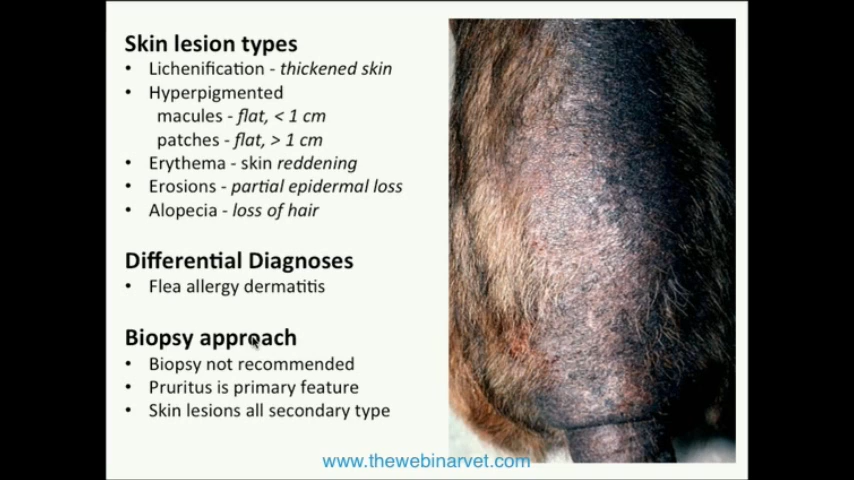 Skin lesion types
• Lichenification - thickened skin
• Hyperpigmented
macules - flat, < 1 cm
patches - flat, > 1 cm
• Erythema - skin reddening
• Erosions - partial epidermal loss
• Alopecia - loss of hair
Differential Diagnoses
• Flea allergy dermatitis
Biopsy approach
• Biopsy not recommended
• Pruritus is primary feature
• Skin lesions all secondary type
www.thewebinarvet.com